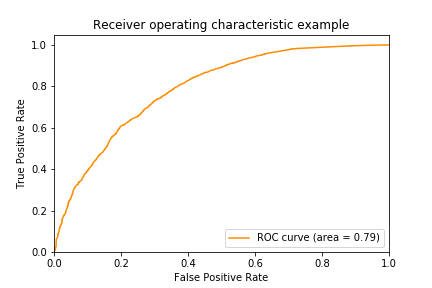 Receiver operating characteristic example
1.0
0.8
0.6
0.4
0.2
0.0
True Positive Rate
ROC curve (area = 0.79)
0.0 0.2 0.4 0.6 0.8 1.0
False Positive Rate